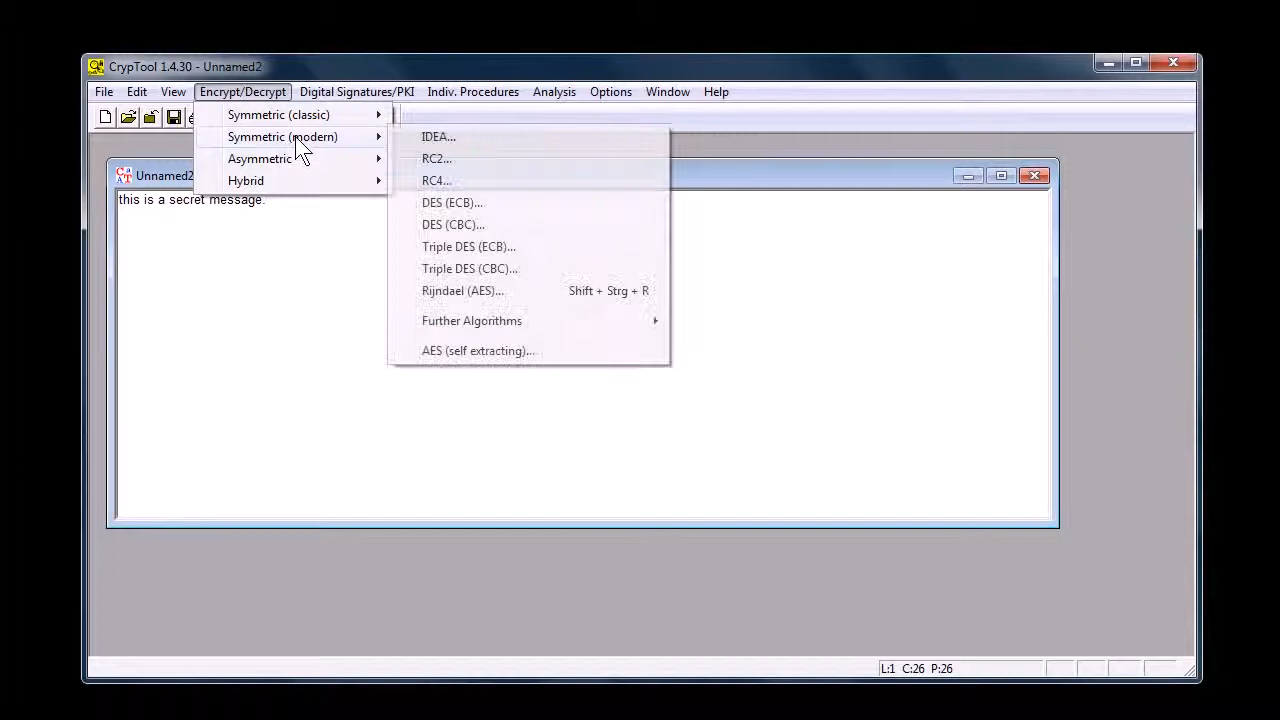 CrypTool 1.4.30 - Unnamed2
File Edit View Encrypt/Decrypt Digital Signatures/PKI Indiv. Procedures Analysis Options Window Help
Symmetric (classic)
Symmetric (modern)
Asymmetric
Hybrid
IDEA...
RC2...
RC4...
DES (ECB)...
DES (CBC)...
Triple DES (ECB)...
Triple DES (CBC)...
Rijndael (AES)... Shift + Strg + R
Further Algorithms
AES (self extracting)...
Unnamed2
this is a secret message.
L:1 C:26 P:26